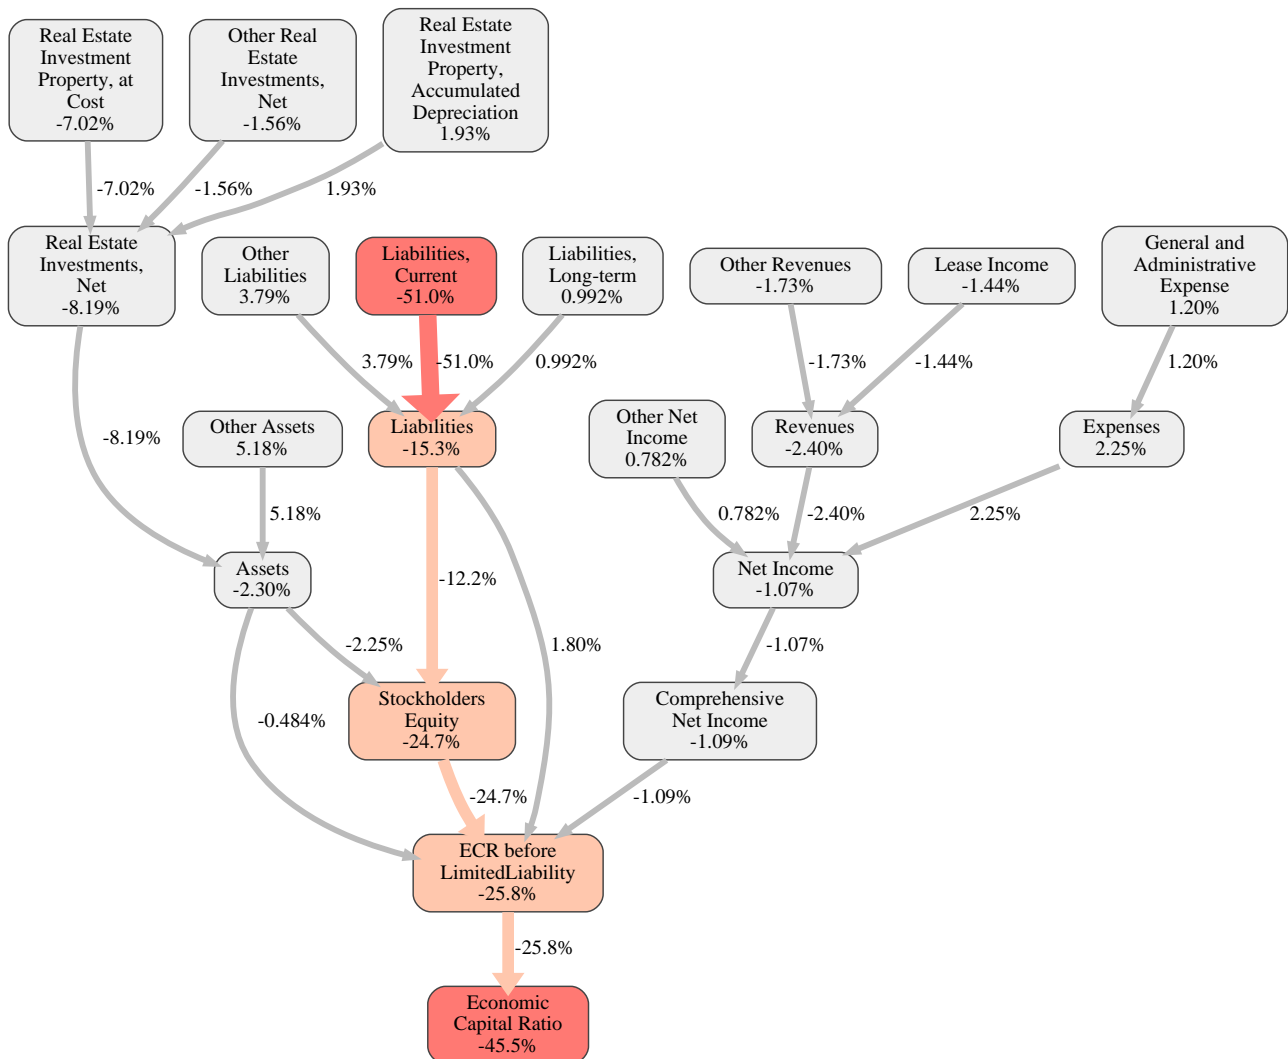 Real Estate
Investment
Property, at
Cost
-7.02%
Other Real
Estate
Investments,
Net
-1.56%
Real Estate
Investment
Property,
Accumulated
Depreciation
1.93%
-7.02%
-1.56%
1.93%
Real Estate
Investments,
Net
-8.19%
Other
Liabilities
3.79%
Liabilities,
Current
-51.0%
Liabilities,
Long-term
0.992%
Other Revenues
-1.73%
Lease Income
-1.44%
General and
Administrative
Expense
1.20%
3.79%
-51.0%
0.992%
-1.73%
-1.44%
1.20%
-8.19%
Other Assets
5.18%
Liabilities
-15.3%
Other Net
Income
0.782%
Revenues
-2.40%
Expenses
2.25%
5.18%
0.782%
-2.40%
2.25%
Assets
-2.30%
-12.2%
Net Income
-1.07%
-2.25%
1.80%
-1.07%
-0.484%
Stockholders
Equity
-24.7%
Comprehensive
Net Income
-1.09%
-24.7%
-1.09%
ECR before
LimitedLiability
-25.8%
-25.8%
Economic
Capital Ratio
-45.5%